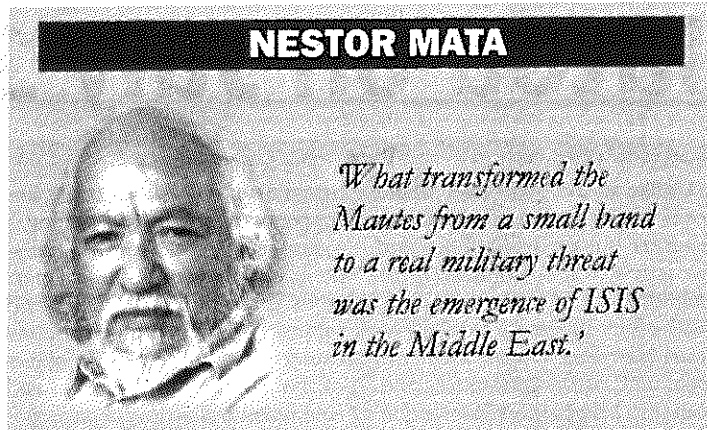 NESTOR MATA
'What transformed the
Mautes from a small band
to a real military threat
was the emergence of ISIS
in the Middle East.'